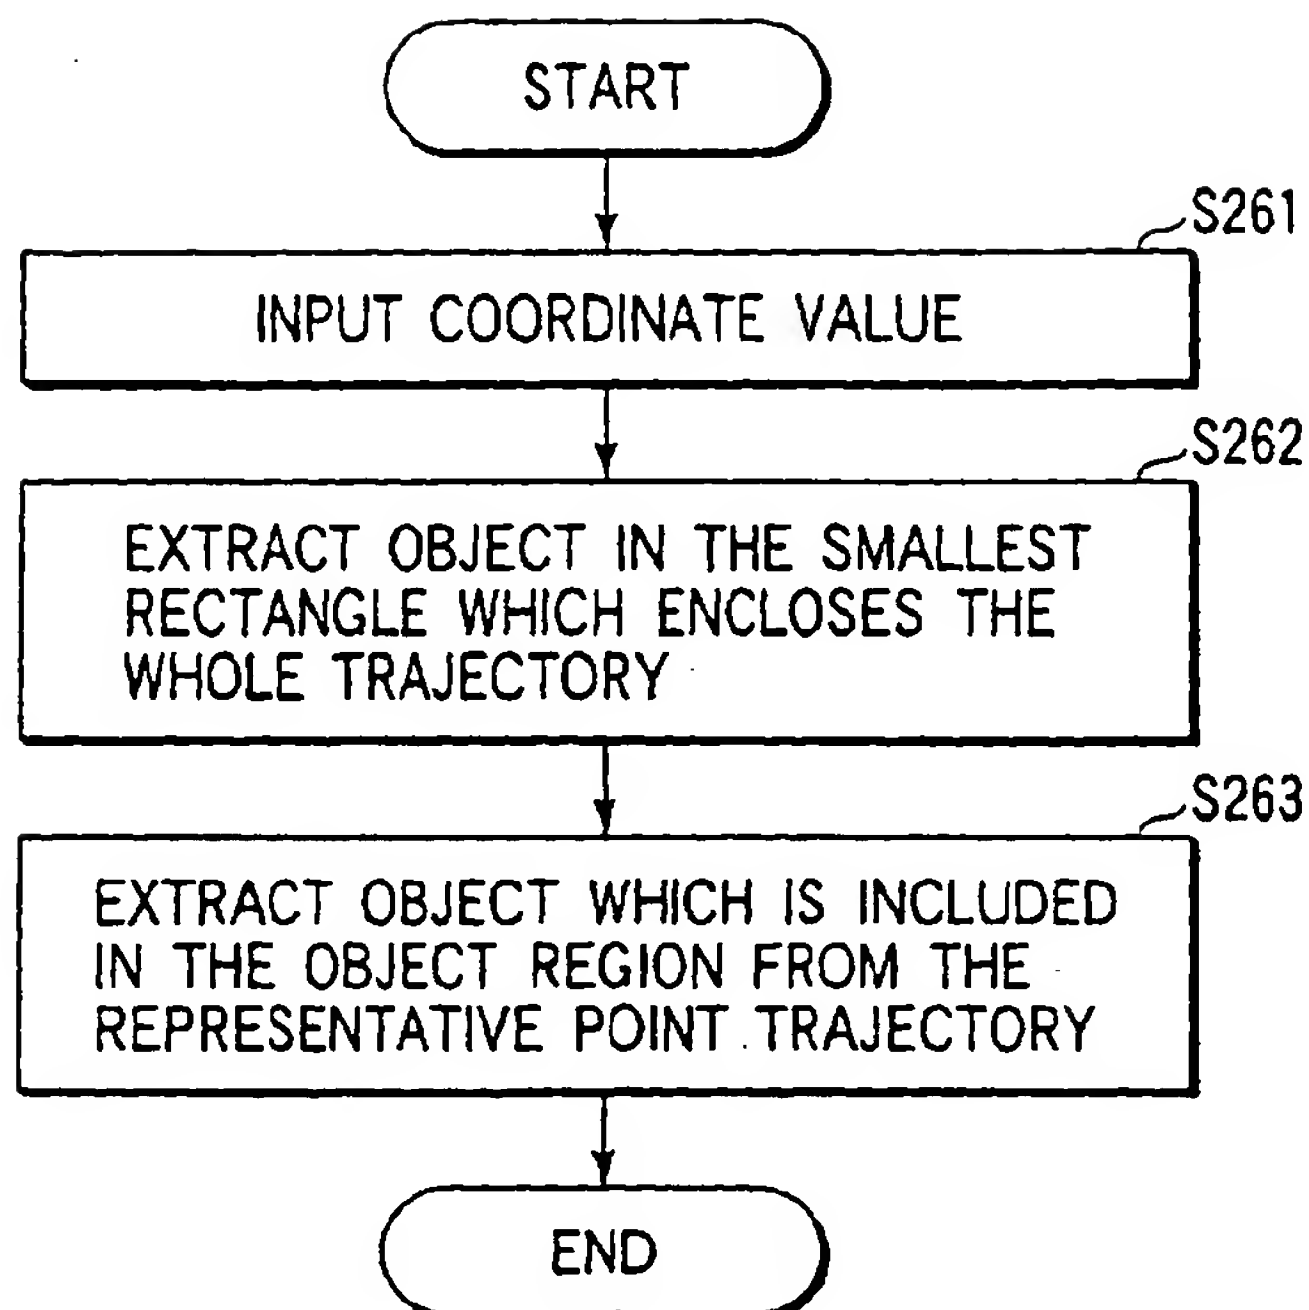 START
S261
INPUT COORDINATE VALUE
S262
EXTRACT OBJECT IN THE SMALLEST
RECTANGLE WHICH ENCLOSES THE
WHOLE TRAJECTORY
S263
EXTRACT OBJECT WHICH IS INCLUDED
IN THE OBJECT REGION FROM THE
REPRESENTATIVE POINT TRAJECTORY
END